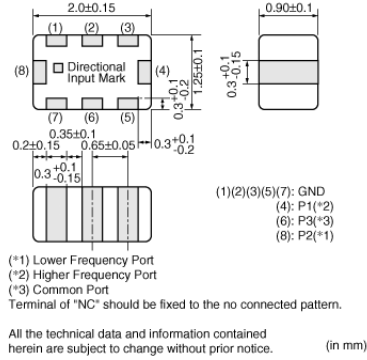 2.0±0.1
0.90±0.1
(1) (2) (3)
(8) Directional Input Mark (4)
(7) (6) (5)
0.3 +0.1 -0.2
1.25±0.1
0.3 +0.1 -0.15
0.35±0.1
0.2±0.15 0.65±0.05 0.3 +0.1 -0.2
0.3 +0.1 -0.15
(1)(2)(3)(5)(7): GND
(4): P1(*2)
(6): P3(*3)
(8): P2(*1)
(*1) Lower Frequency Port
(*2) Higher Frequency Port
(*3) Common Port
Terminal of "NC" should be fixed to the no connected pattern.
All the technical data and information contained
herein are subject to change without prior notice.
(in mm)